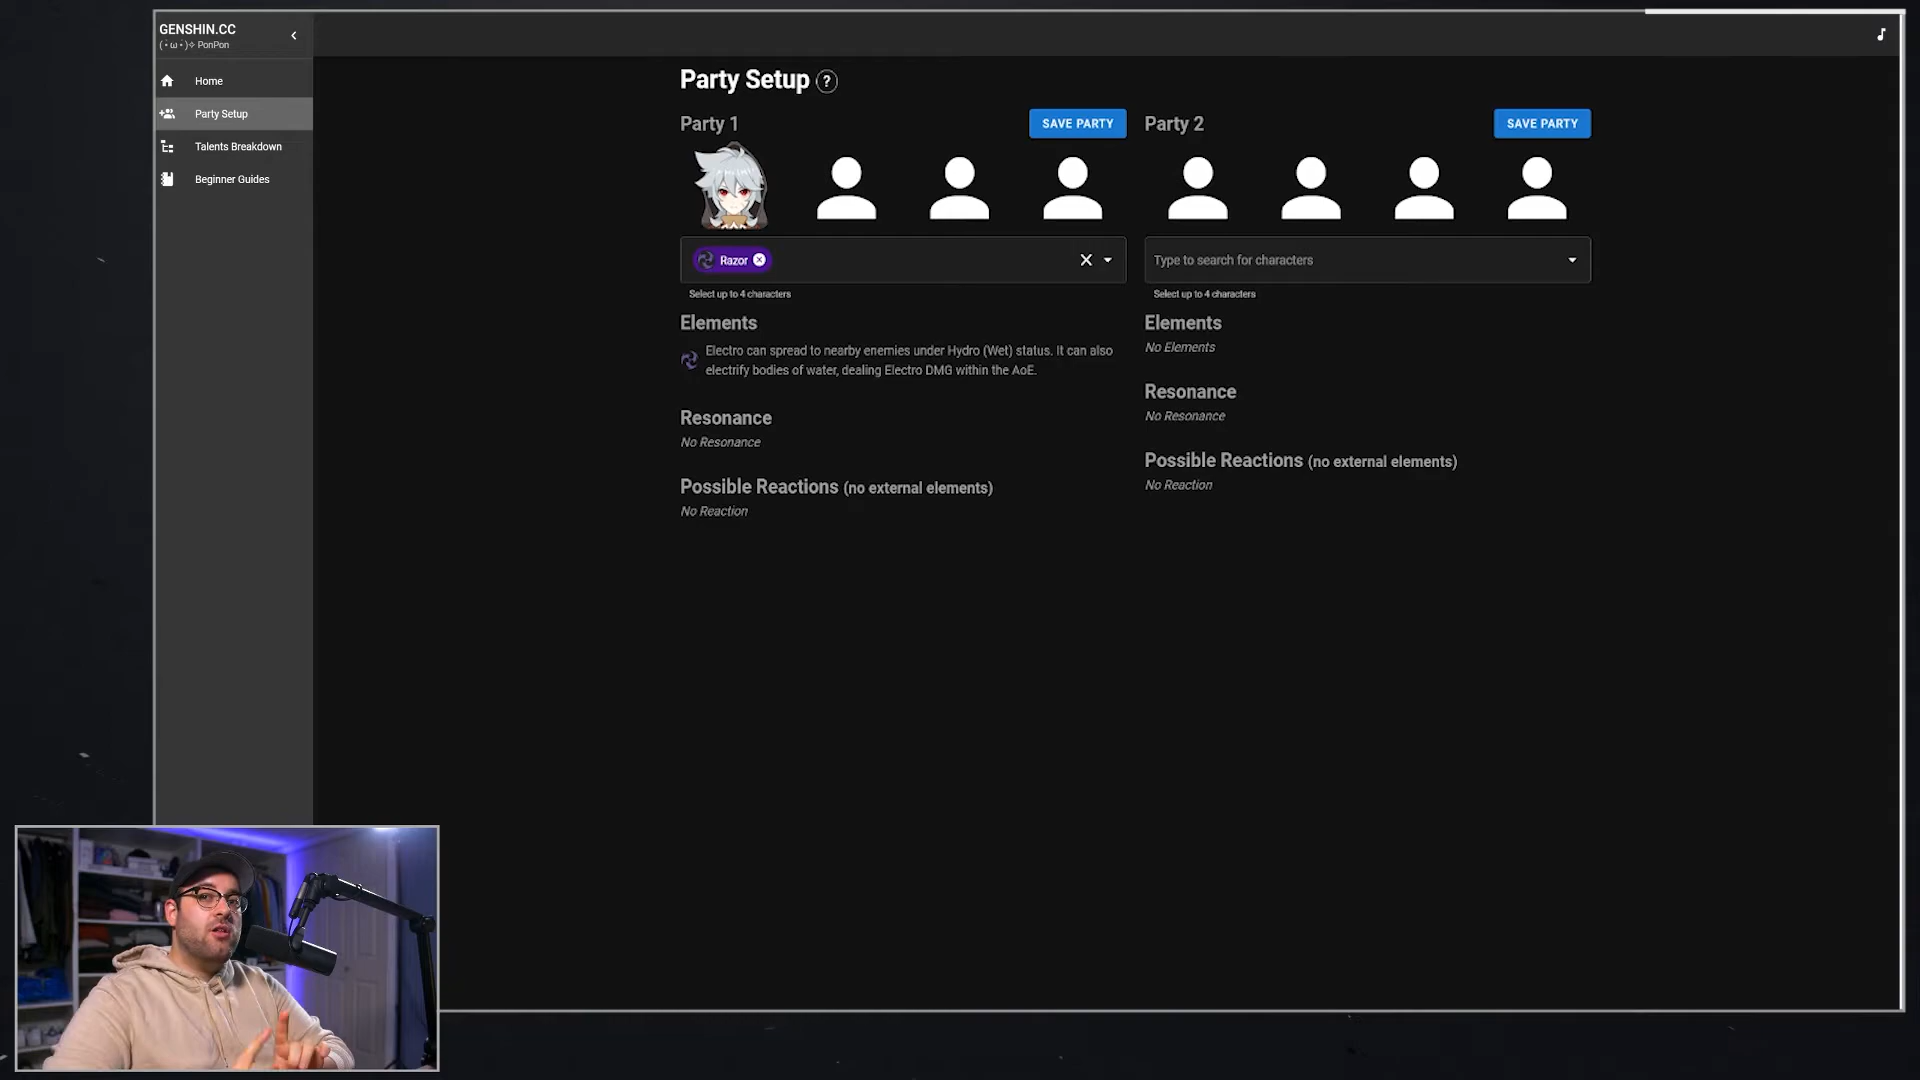 GENSHIN.CC
(・ω・)✧ PonPon
Home
Party Setup
Talents Breakdown
Beginner Guides
Party Setup ?
Party 1
SAVE PARTY
Razor
Select up to 4 characters
Elements
Electro can spread to nearby enemies under Hydro (Wet) status. It can also
electrify bodies of water, dealing Electro DMG within the AoE.
Resonance
No Resonance
Possible Reactions (no external elements)
No Reaction
Party 2
SAVE PARTY
Type to search for characters
Select up to 4 characters
Elements
No Elements
Resonance
No Resonance
Possible Reactions (no external elements)
No Reaction